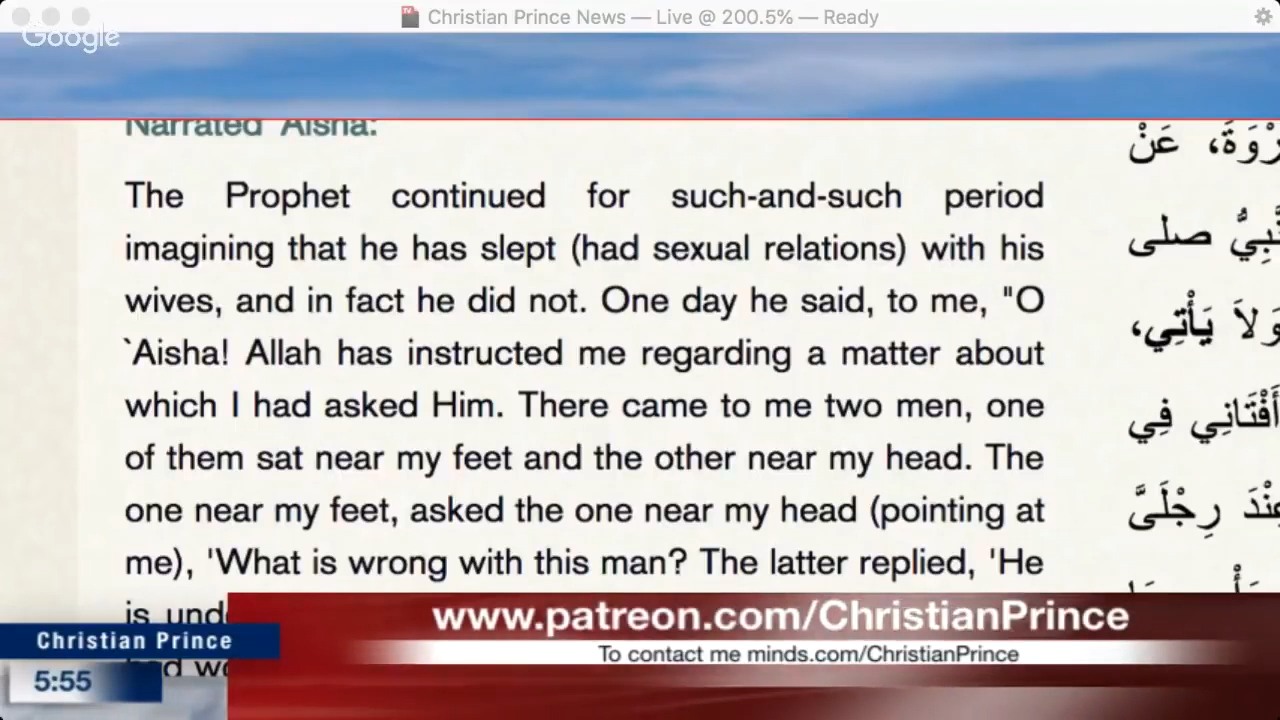 Christian Prince News — Live @ 200.5% — Ready
Google
Narrated 'Aisha:
The Prophet continued for such-and-such period
imagining that he has slept (had sexual relations) with his
wives, and in fact he did not. One day he said, to me, "O
`Aisha! Allah has instructed me regarding a matter about
which I had asked Him. There came to me two men, one
of them sat near my feet and the other near my head. The
one near my feet, asked the one near my head (pointing at
me), 'What is wrong with this man? The latter replied, 'He
is
عَنْ
صلى
وَلاَ يَأْتِي،
أَفْتَانِي فِي
عِنْدَ رِجْلَىَّ
www.patreon.com/ChristianPrince
To contact me minds.com/ChristianPrince
Christian Prince
5:55